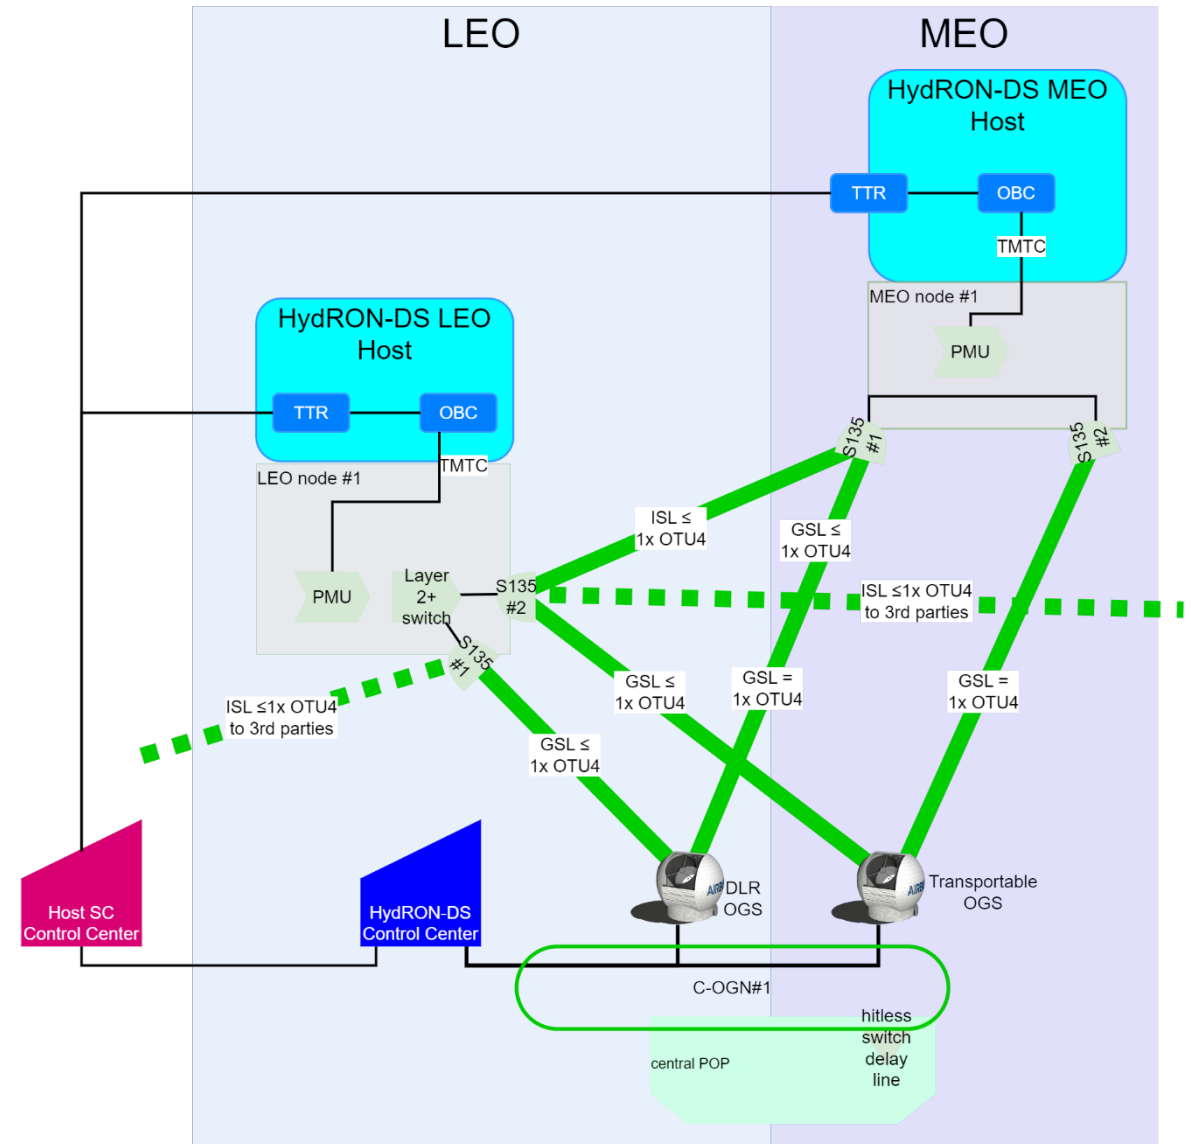 LEO
MEO
HydRON-DS MEO
Host
TTR
OBC
TMTC
MEO node #1
PMU
HydRON-DS LEO
Host
TTR
OBC
TMTC
LEO node #1
S135
#1
S135
#2
ISL ≤
1x OTU4
GSL ≤
1x OTU4
PMU
Layer
2+
switch
S135
#2
ISL ≤1x OTU4
to 3rd parties
S135
#1
GSL ≤
1x OTU4
GSL =
1x OTU4
GSL =
1x OTU4
ISL ≤1x OTU4
to 3rd parties
GSL ≤
1x OTU4
Host SC
Control Center
HydRON-DS
Control Center
DLR
OGS
Transportable
OGS
C-OGN#1
hitless
switch
delay
line
central POP